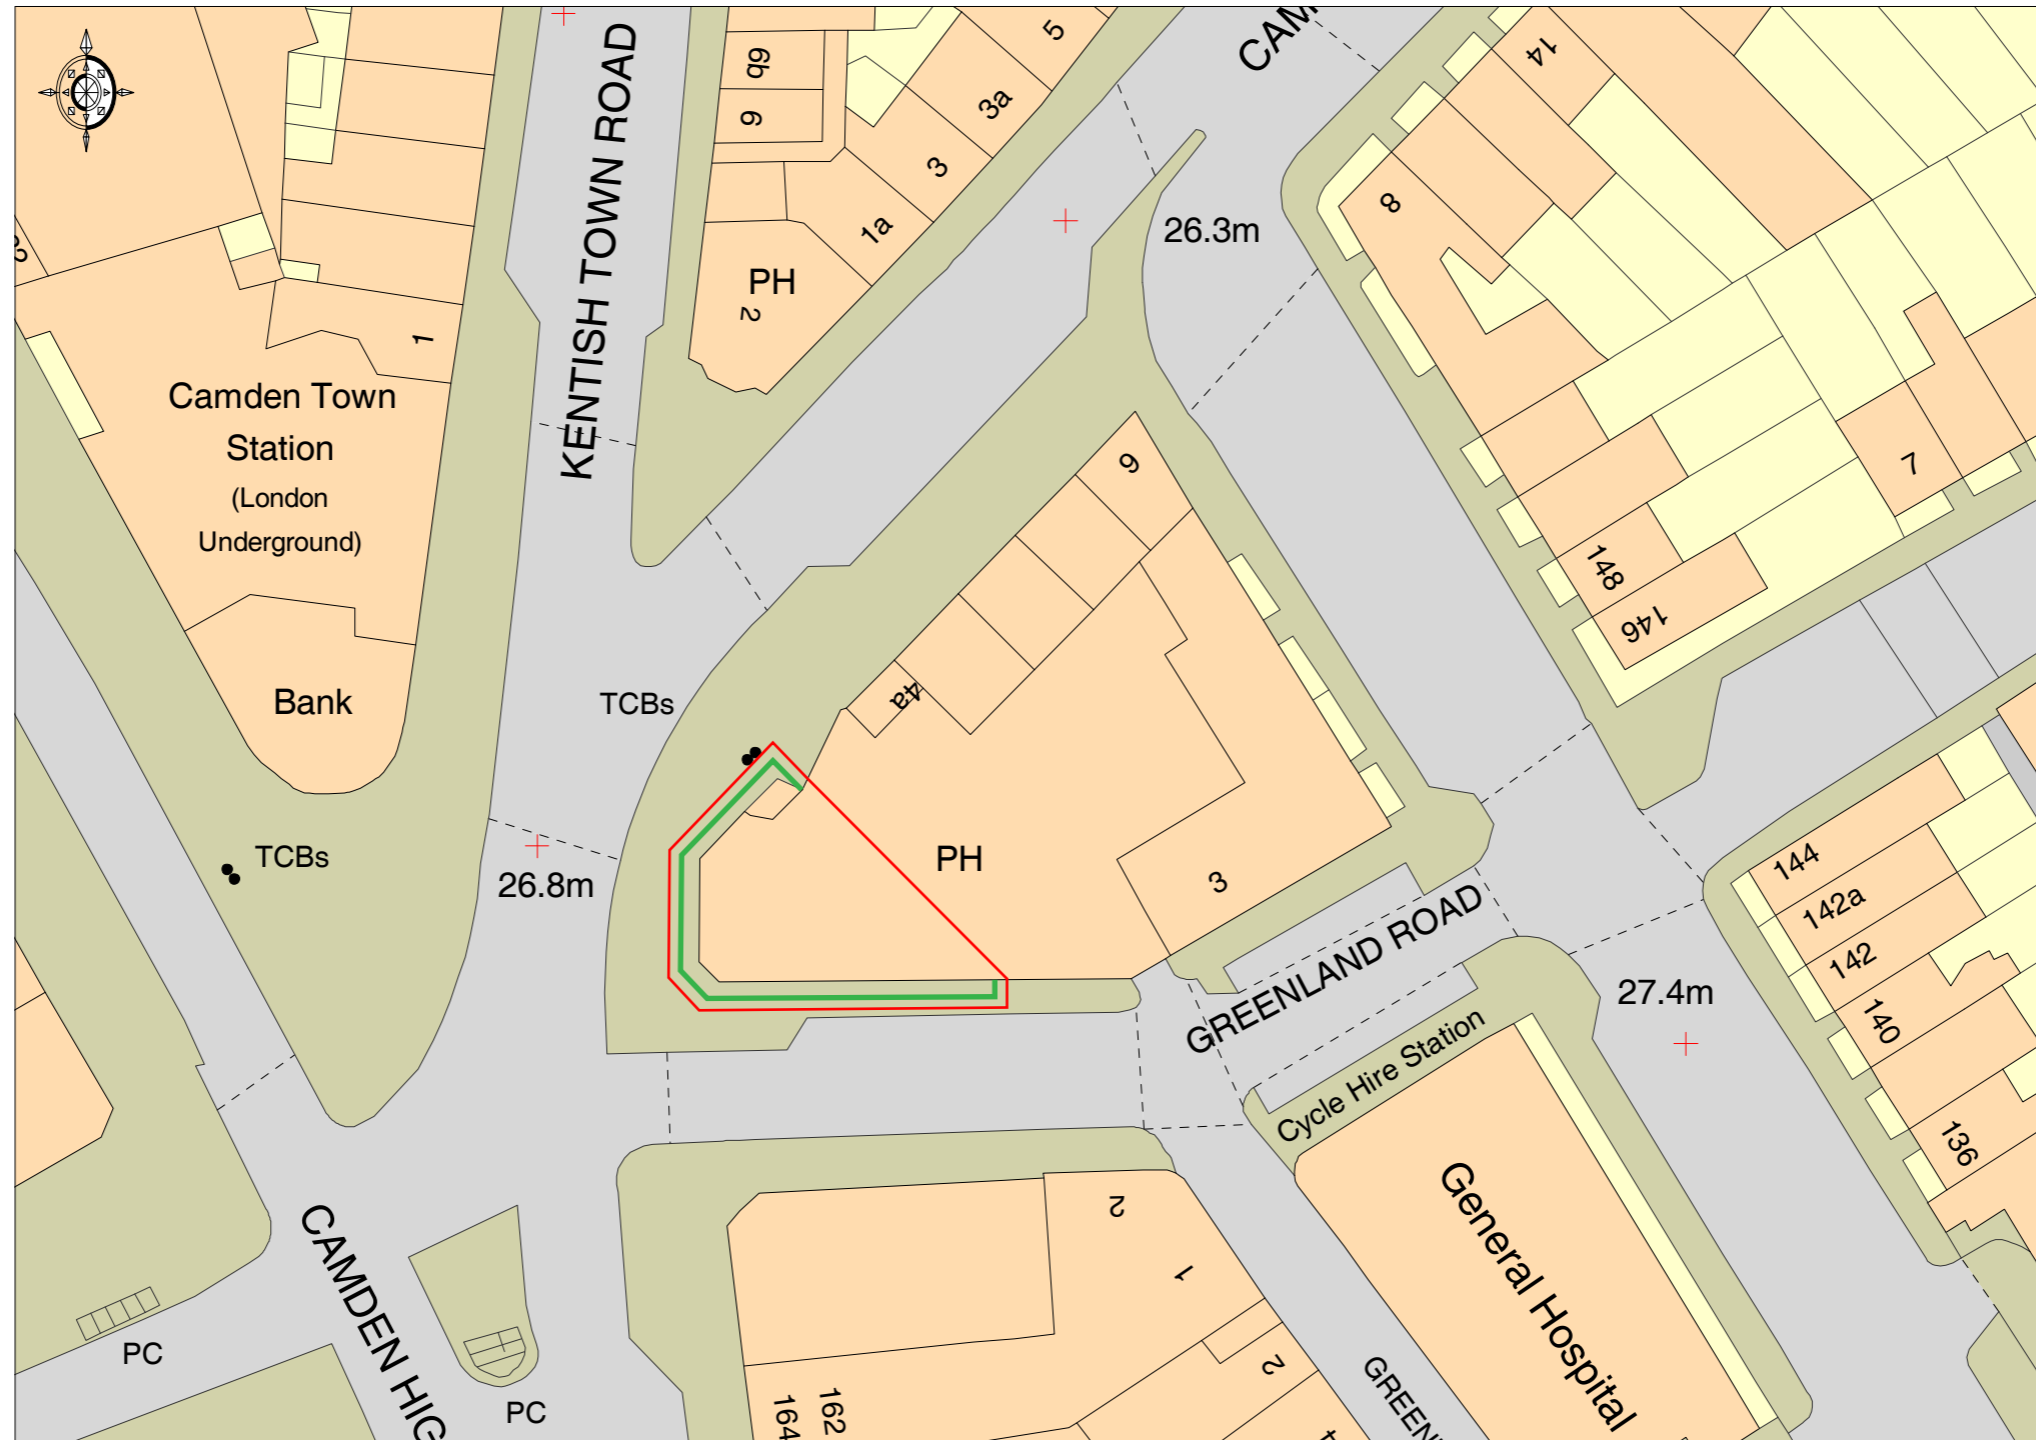 KENTISH TOWN ROAD
6b
6
5
3a
3
1a
PH
2
CAM
14
8
26.3m
1
Camden Town
Station
(London
Underground)
Bank
7
148
146
6
4a
TCBs
TCBs
26.8m
PH
3
GREENLAND ROAD
Cycle Hire Station
27.4m
144
142a
142
140
136
General Hospital
2
1
2
CAMDEN HIG
PC
PC
164
162
GREEN